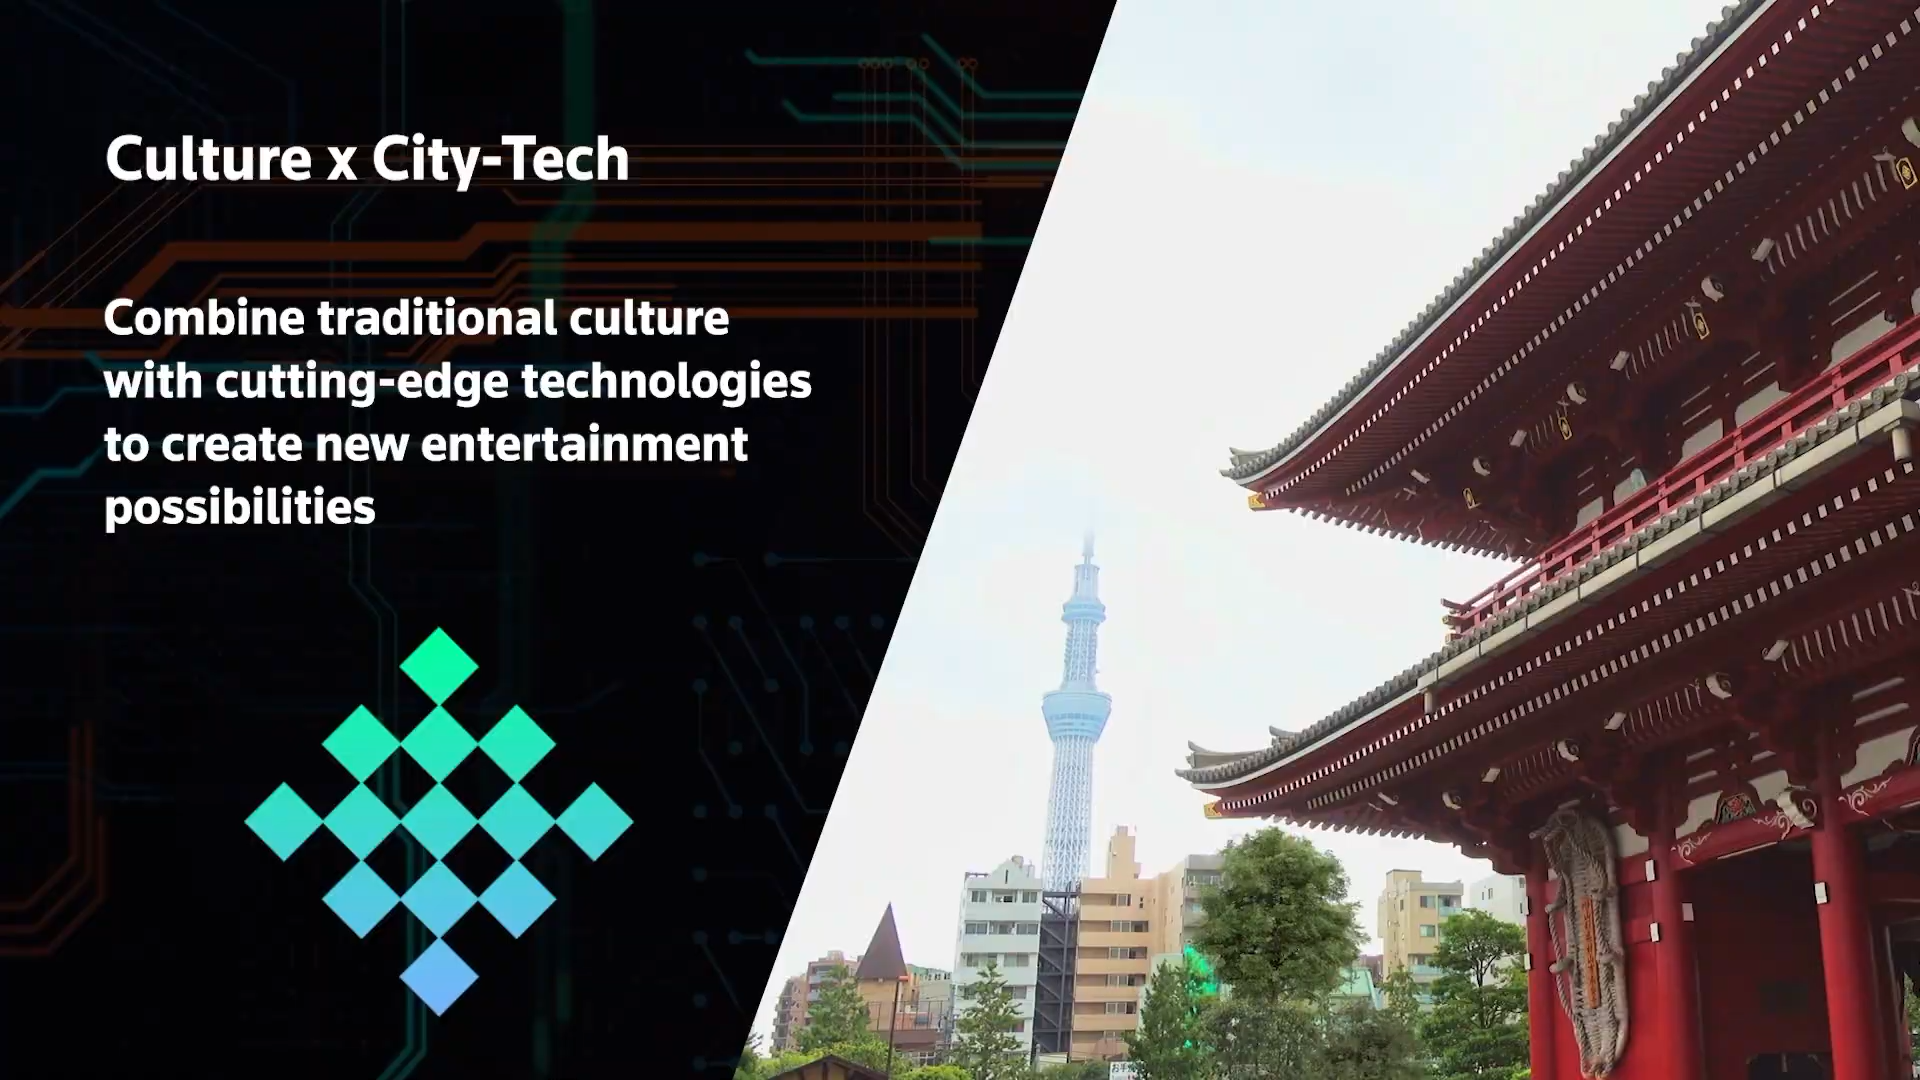 Culture x City-Tech
Combine traditional culture
with cutting-edge technologies
to create new entertainment
possibilities